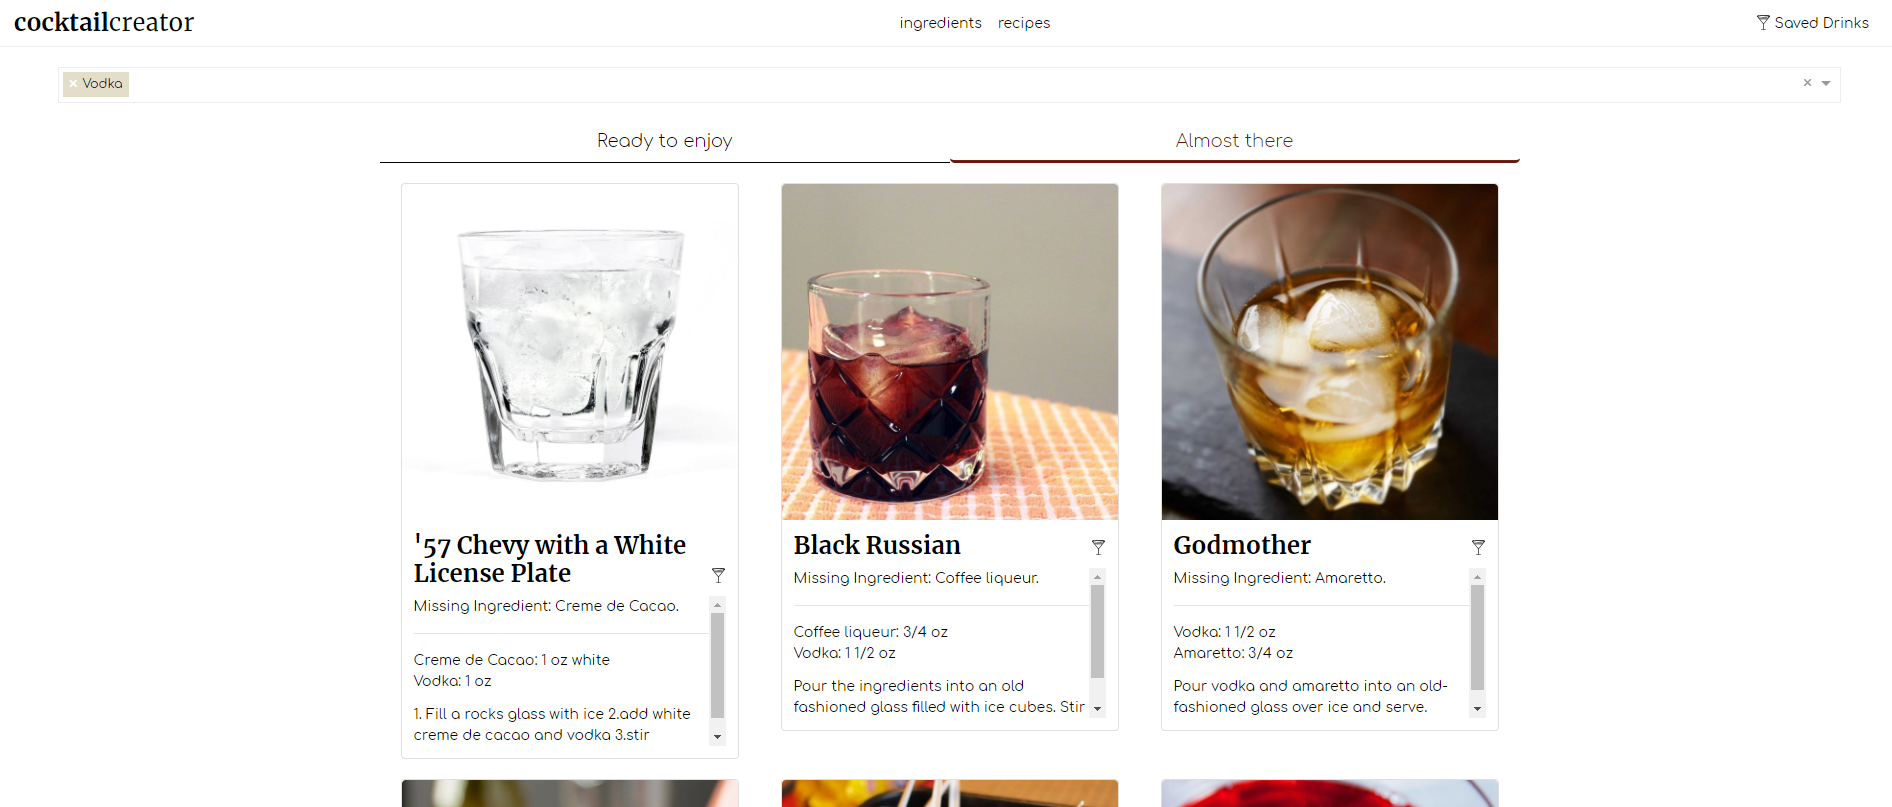 cocktailcreator
ingredients recipes
Saved Drinks
× Vodka
Ready to enjoy
Almost there
'57 Chevy with a White
License Plate
Missing Ingredient: Creme de Cacao.
Creme de Cacao: 1 oz white
Vodka: 1 oz
1. Fill a rocks glass with ice 2.add white
creme de cacao and vodka 3.stir
Black Russian
Missing Ingredient: Coffee liqueur.
Coffee liqueur: 3/4 oz
Vodka: 1 1/2 oz
Pour the ingredients into an old
fashioned glass filled with ice cubes. Stir
Godmother
Missing Ingredient: Amaretto.
Vodka: 1 1/2 oz
Amaretto: 3/4 oz
Pour vodka and amaretto into an old-
fashioned glass over ice and serve.